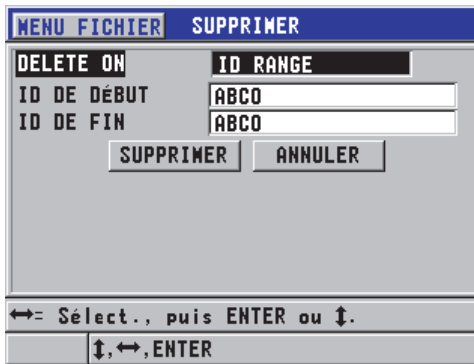 MENU FICHIER SUPPRIMER
DELETE ON ID RANGE
ID DE DéBUT ABCO
ID DE FIN ABCO
SUPPRIMER ANNULER
↔= Sélect., puis ENTER ou ↕.
↕,↔,ENTER